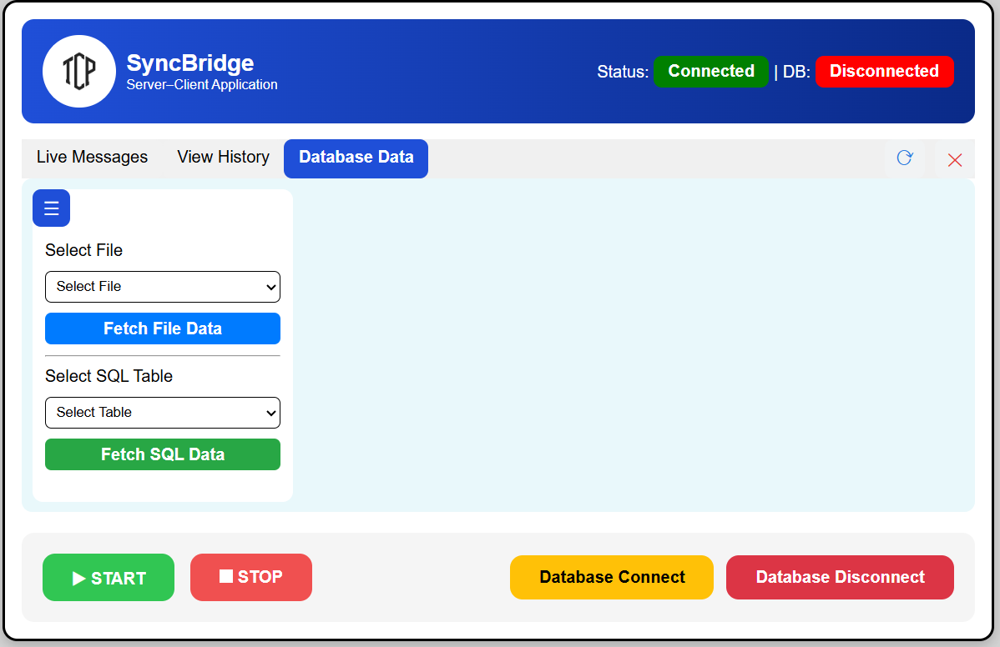 TCP
SyncBridge
Server–Client Application
Status: Connected | DB: Disconnected
Live Messages View History Database Data
Select File
Select File
Fetch File Data
Select SQL Table
Select Table
Fetch SQL Data
START STOP Database Connect Database Disconnect